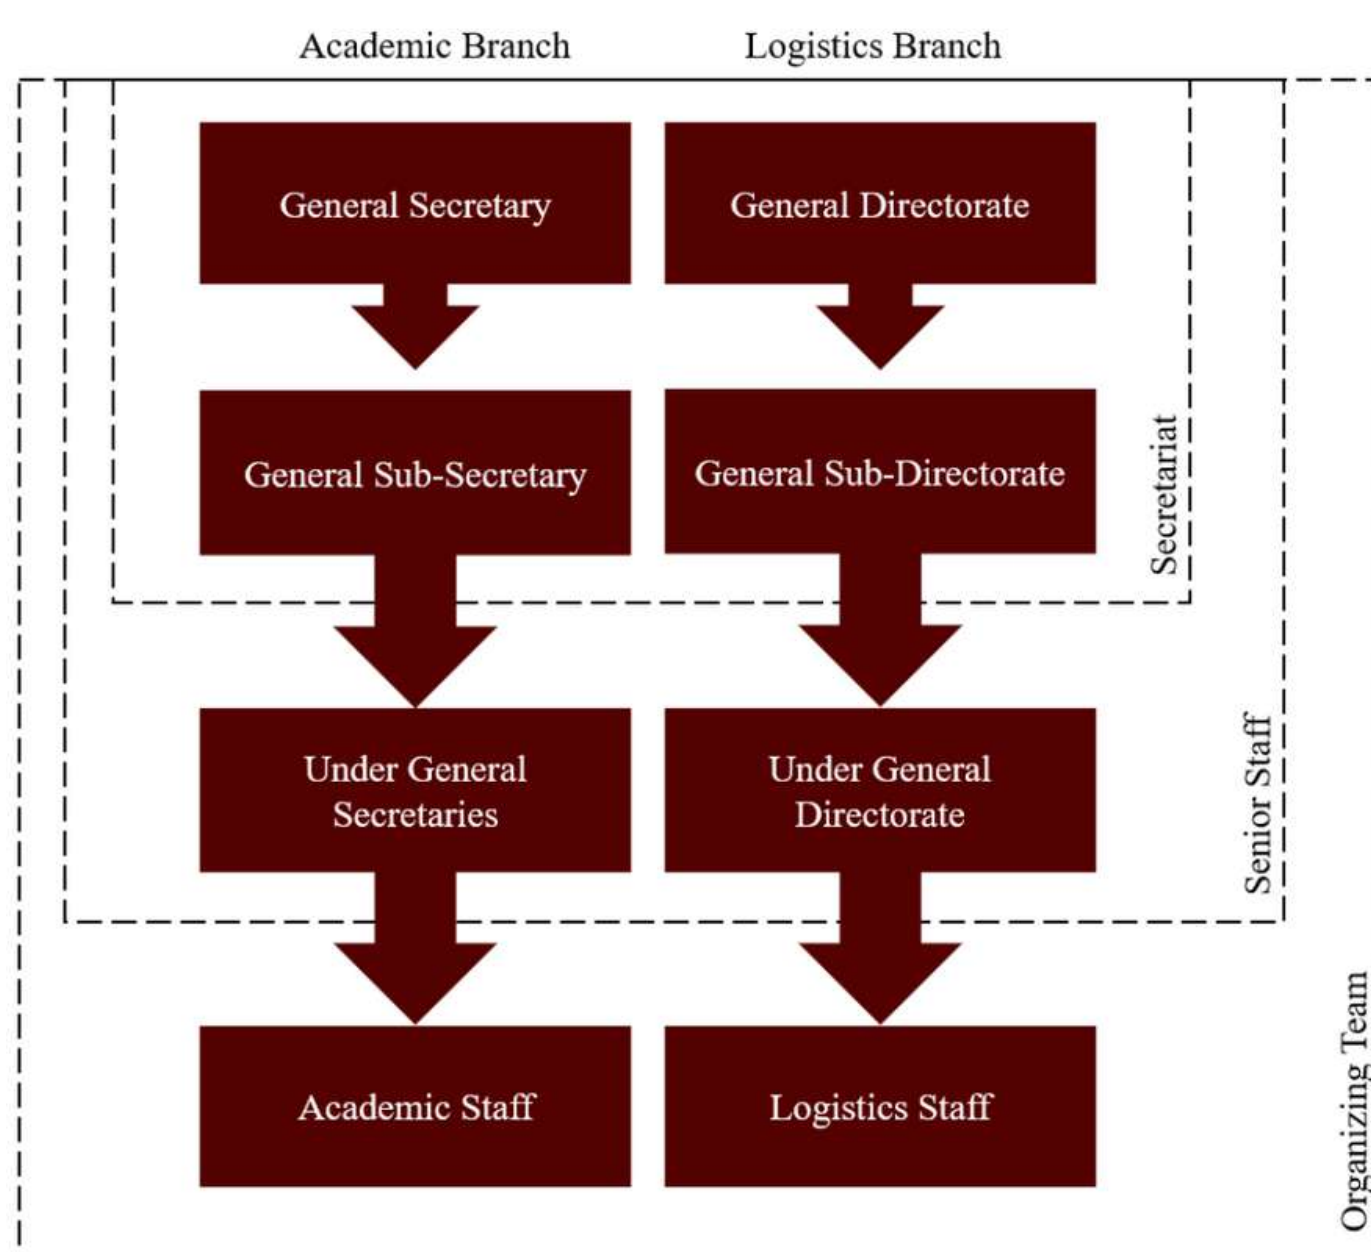 Academic Branch
Logistics Branch
General Secretary
General Directorate
General Sub-Secretary
General Sub-Directorate
Secretariat
Under General
Secretaries
Under General
Directorate
Senior Staff
Academic Staff
Logistics Staff
Organizing Team